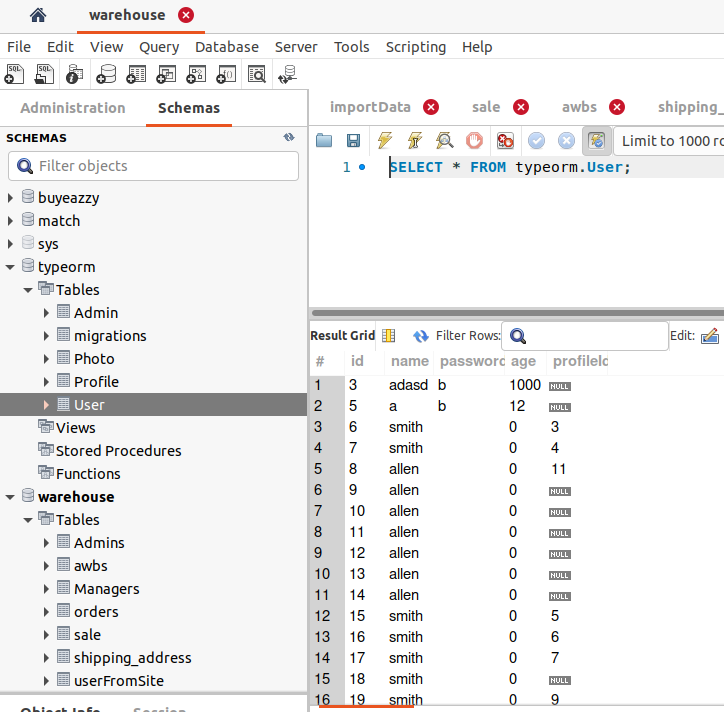 warehouse
File Edit View Query Database Server Tools Scripting Help
Administration Schemas
SCHEMAS
Filter objects
buyeazzy
match
sys
typeorm
Tables
Admin
migrations
Photo
Profile
User
Views
Stored Procedures
Functions
warehouse
Tables
Admins
awbs
Managers
orders
sale
shipping_address
userFromSite
Object Info Session
importData sale awbs shipping_
Limit to 1000 ro
1 SELECT * FROM typeorm.User;
Result Grid Filter Rows: Edit:
# id name password age profileId
1 3 adasd b 1000 NULL
2 5 a b 12 NULL
3 6 smith 0 3
4 7 smith 0 4
5 8 allen 0 11
6 9 allen 0 NULL
7 10 allen 0 NULL
8 11 allen 0 NULL
9 12 allen 0 NULL
10 13 allen 0 NULL
11 14 allen 0 NULL
12 15 smith 0 5
13 16 smith 0 6
14 17 smith 0 7
15 18 smith 0 NULL
16 19 smith 0 9